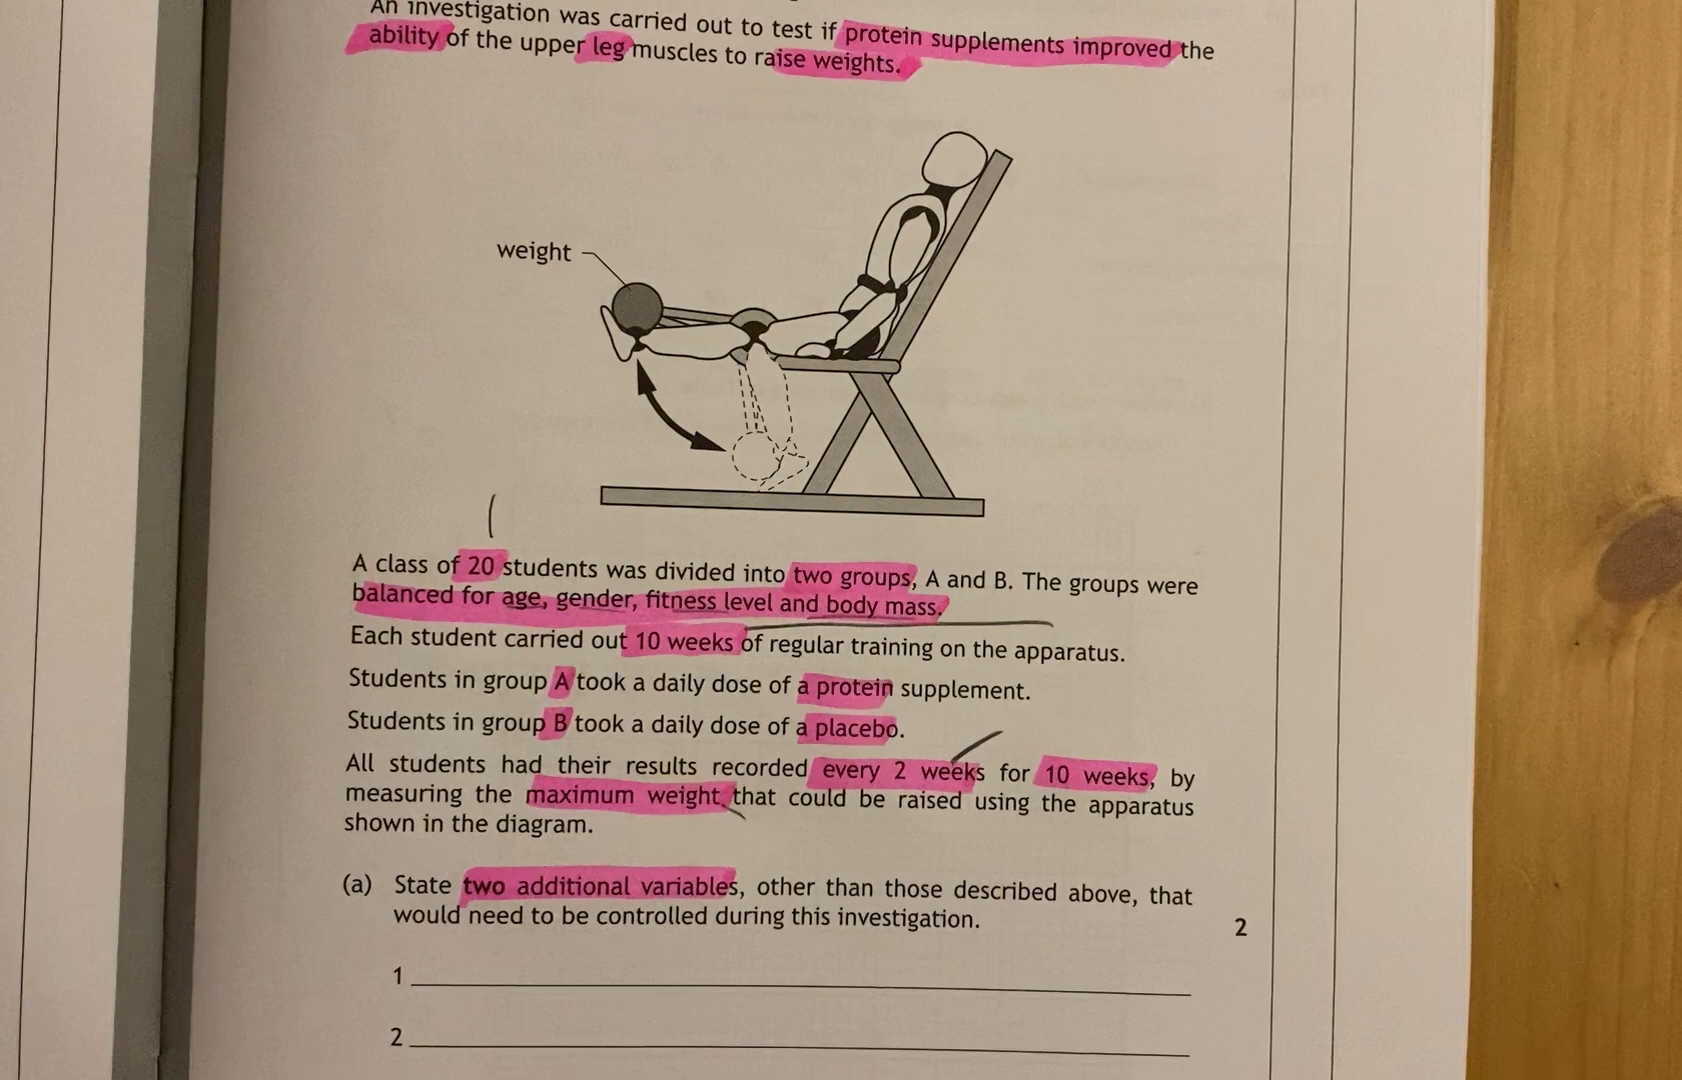 An investigation was carried out to test if protein supplements improved the
ability of the upper leg muscles to raise weights.
weight
A class of 20 students was divided into two groups, A and B. The groups were
balanced for age, gender, fitness level and body mass.
Each student carried out 10 weeks of regular training on the apparatus.
Students in group A took a daily dose of a protein supplement.
Students in group B took a daily dose of a placebo.
All students had their results recorded every 2 weeks for 10 weeks, by
measuring the maximum weight that could be raised using the apparatus
shown in the diagram.
(a) State two additional variables, other than those described above, that
would need to be controlled during this investigation.
2
1
2